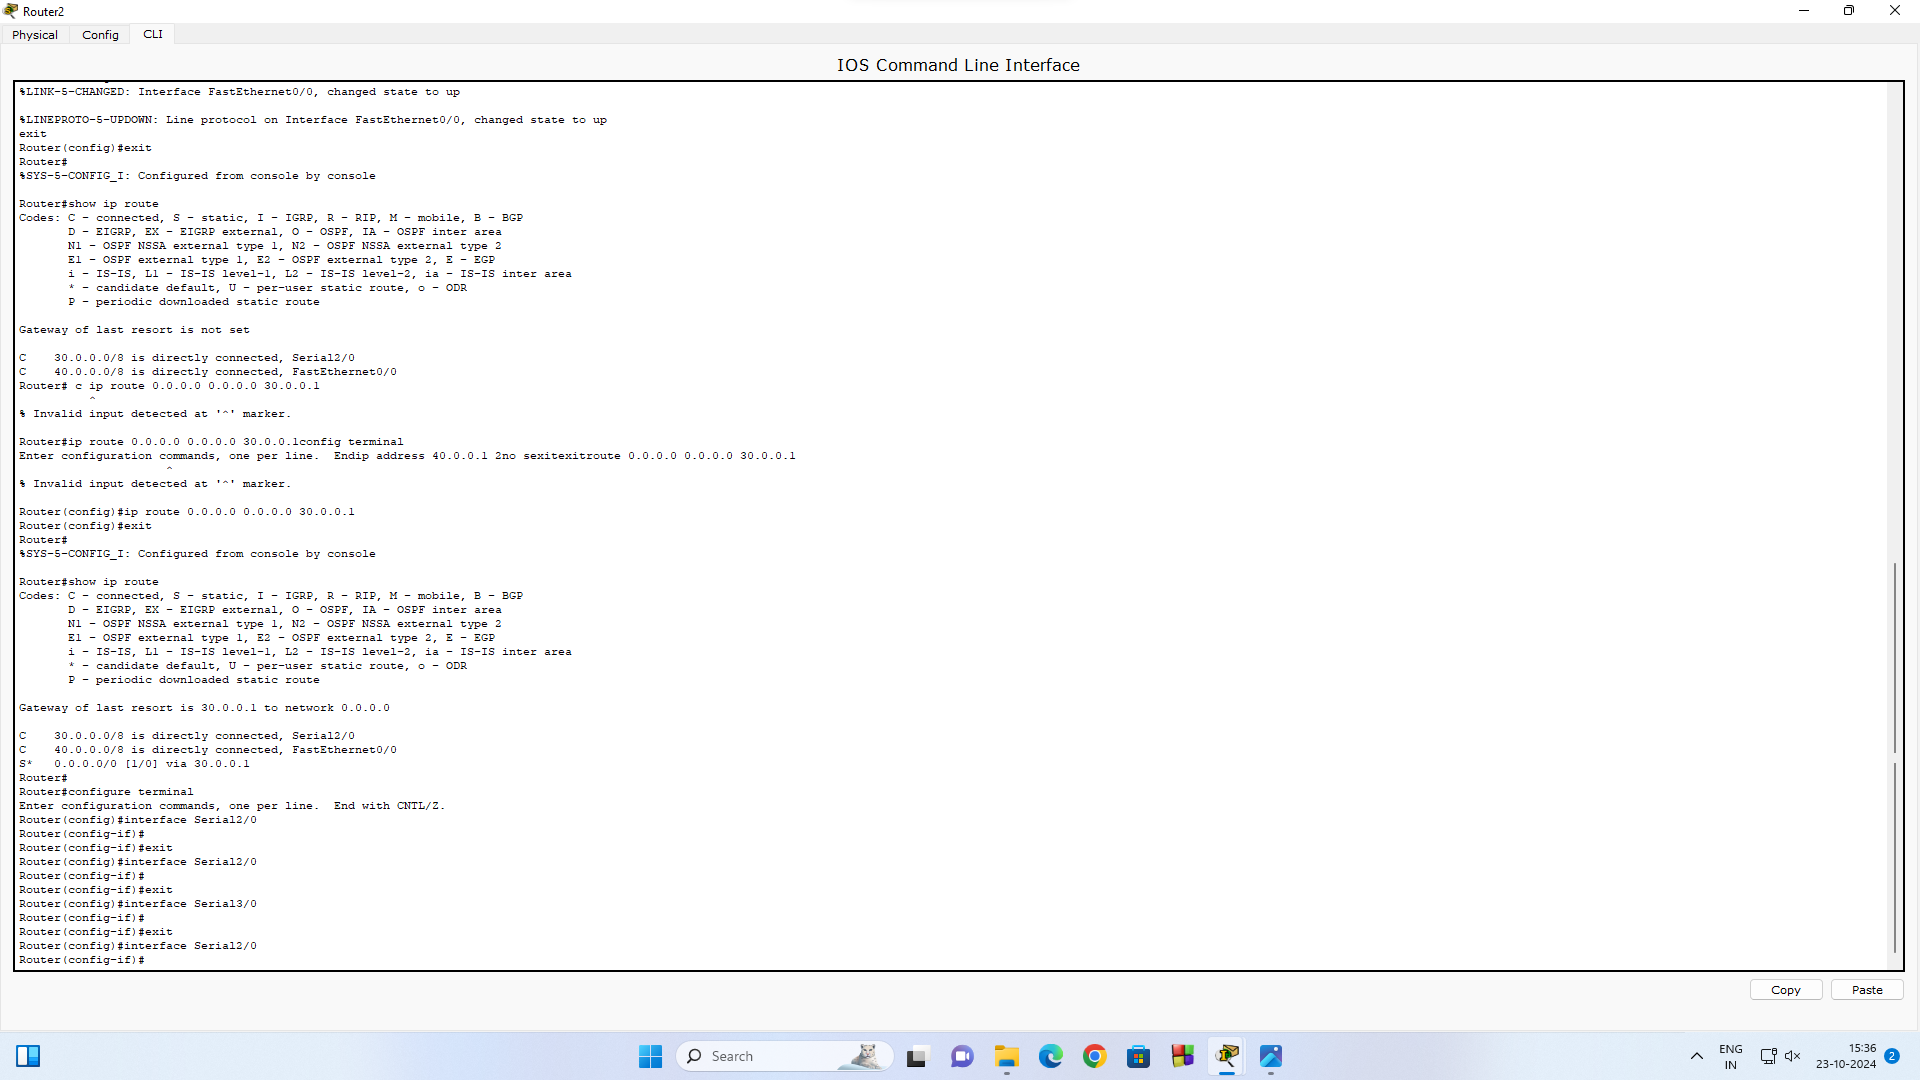 Router2
Physical Config CLI
IOS Command Line Interface
%LINK-5-CHANGED: Interface FastEthernet0/0, changed state to up
%LINEPROTO-5-UPDOWN: Line protocol on Interface FastEthernet0/0, changed state to up
exit
Router(config)#exit
Router#
%SYS-5-CONFIG_I: Configured from console by console
Router#show ip route
Codes: C - connected, S - static, I - IGRP, R - RIP, M - mobile, B - BGP
D - EIGRP, EX - EIGRP external, O - OSPF, IA - OSPF inter area
N1 - OSPF NSSA external type 1, N2 - OSPF NSSA external type 2
E1 - OSPF external type 1, E2 - OSPF external type 2, E - EGP
i - IS-IS, L1 - IS-IS level-1, L2 - IS-IS level-2, ia - IS-IS inter area
* - candidate default, U - per-user static route, o - ODR
P - periodic downloaded static route
Gateway of last resort is not set
C    30.0.0.0/8 is directly connected, Serial2/0
C    40.0.0.0/8 is directly connected, FastEthernet0/0
Router# c ip route 0.0.0.0 0.0.0.0 30.0.0.1
^
% Invalid input detected at '^' marker.
Router#ip route 0.0.0.0 0.0.0.0 30.0.0.1config terminal
Enter configuration commands, one per line.  Endip address 40.0.0.1 2no sexitexitroute 0.0.0.0 0.0.0.0 30.0.0.1
^
% Invalid input detected at '^' marker.
Router(config)#ip route 0.0.0.0 0.0.0.0 30.0.0.1
Router(config)#exit
Router#
%SYS-5-CONFIG_I: Configured from console by console
Router#show ip route
Codes: C - connected, S - static, I - IGRP, R - RIP, M - mobile, B - BGP
D - EIGRP, EX - EIGRP external, O - OSPF, IA - OSPF inter area
N1 - OSPF NSSA external type 1, N2 - OSPF NSSA external type 2
E1 - OSPF external type 1, E2 - OSPF external type 2, E - EGP
i - IS-IS, L1 - IS-IS level-1, L2 - IS-IS level-2, ia - IS-IS inter area
* - candidate default, U - per-user static route, o - ODR
P - periodic downloaded static route
Gateway of last resort is 30.0.0.1 to network 0.0.0.0
C    30.0.0.0/8 is directly connected, Serial2/0
C    40.0.0.0/8 is directly connected, FastEthernet0/0
S*   0.0.0.0/0 [1/0] via 30.0.0.1
Router#
Router#configure terminal
Enter configuration commands, one per line.  End with CNTL/Z.
Router(config)#interface Serial2/0
Router(config-if)#
Router(config-if)#exit
Router(config)#interface Serial2/0
Router(config-if)#
Router(config-if)#exit
Router(config)#interface Serial3/0
Router(config-if)#
Router(config-if)#exit
Router(config)#interface Serial2/0
Router(config-if)#
Copy Paste
Search
ENG
IN
15:36
23-10-2024
2